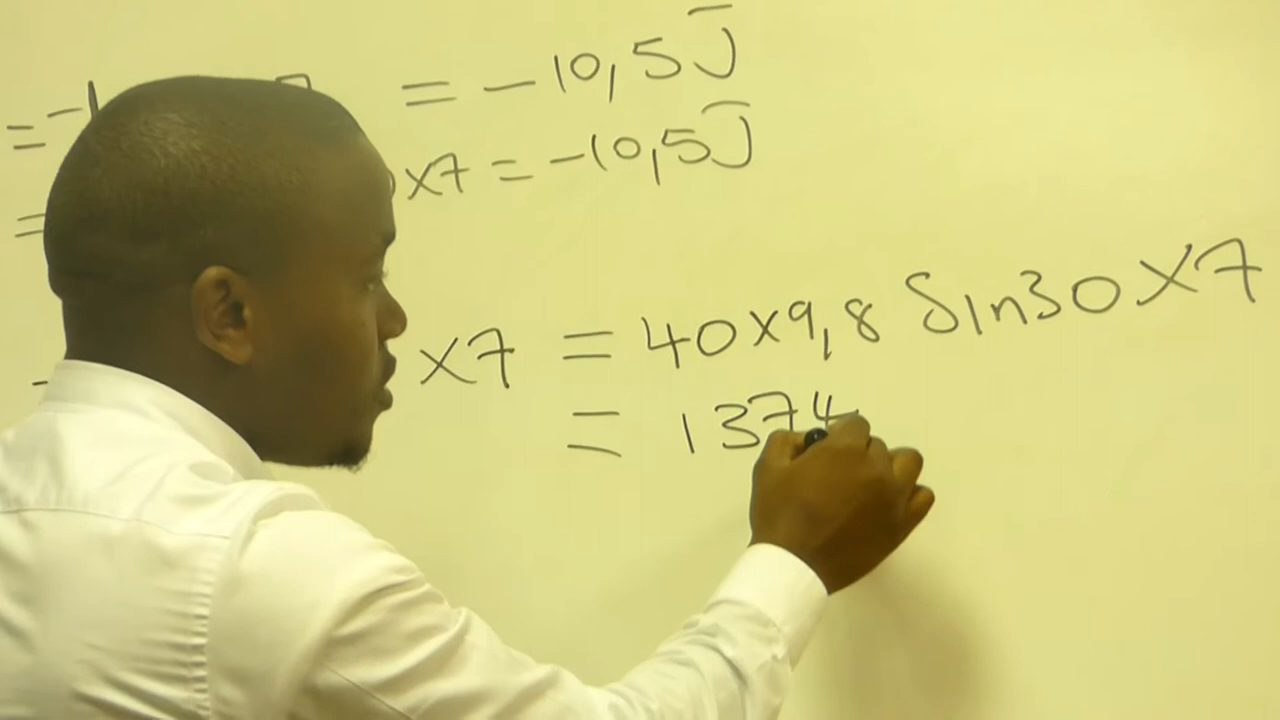 = - = -10,5J
= x7 = -10,5J
x7 = 40x9,8 Sin30 x7
= 1374